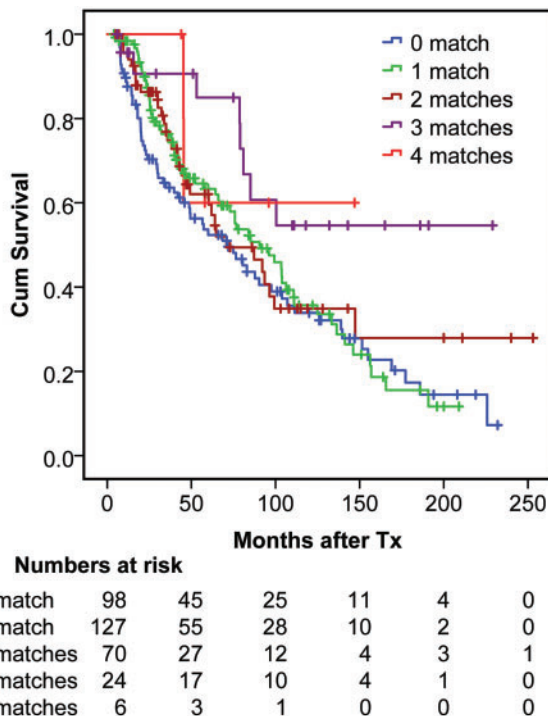 1.0
0.8
0.6
0.4
0.2
0.0
Cum Survival
0 match
1 match
2 matches
3 matches
4 matches
0 50 100 150 200 250
Months after Tx
Numbers at risk
match 98 45 25 11 4 0
match 127 55 28 10 2 0
matches 70 27 12 4 3 1
matches 24 17 10 4 1 0
matches 6 3 1 0 0 0